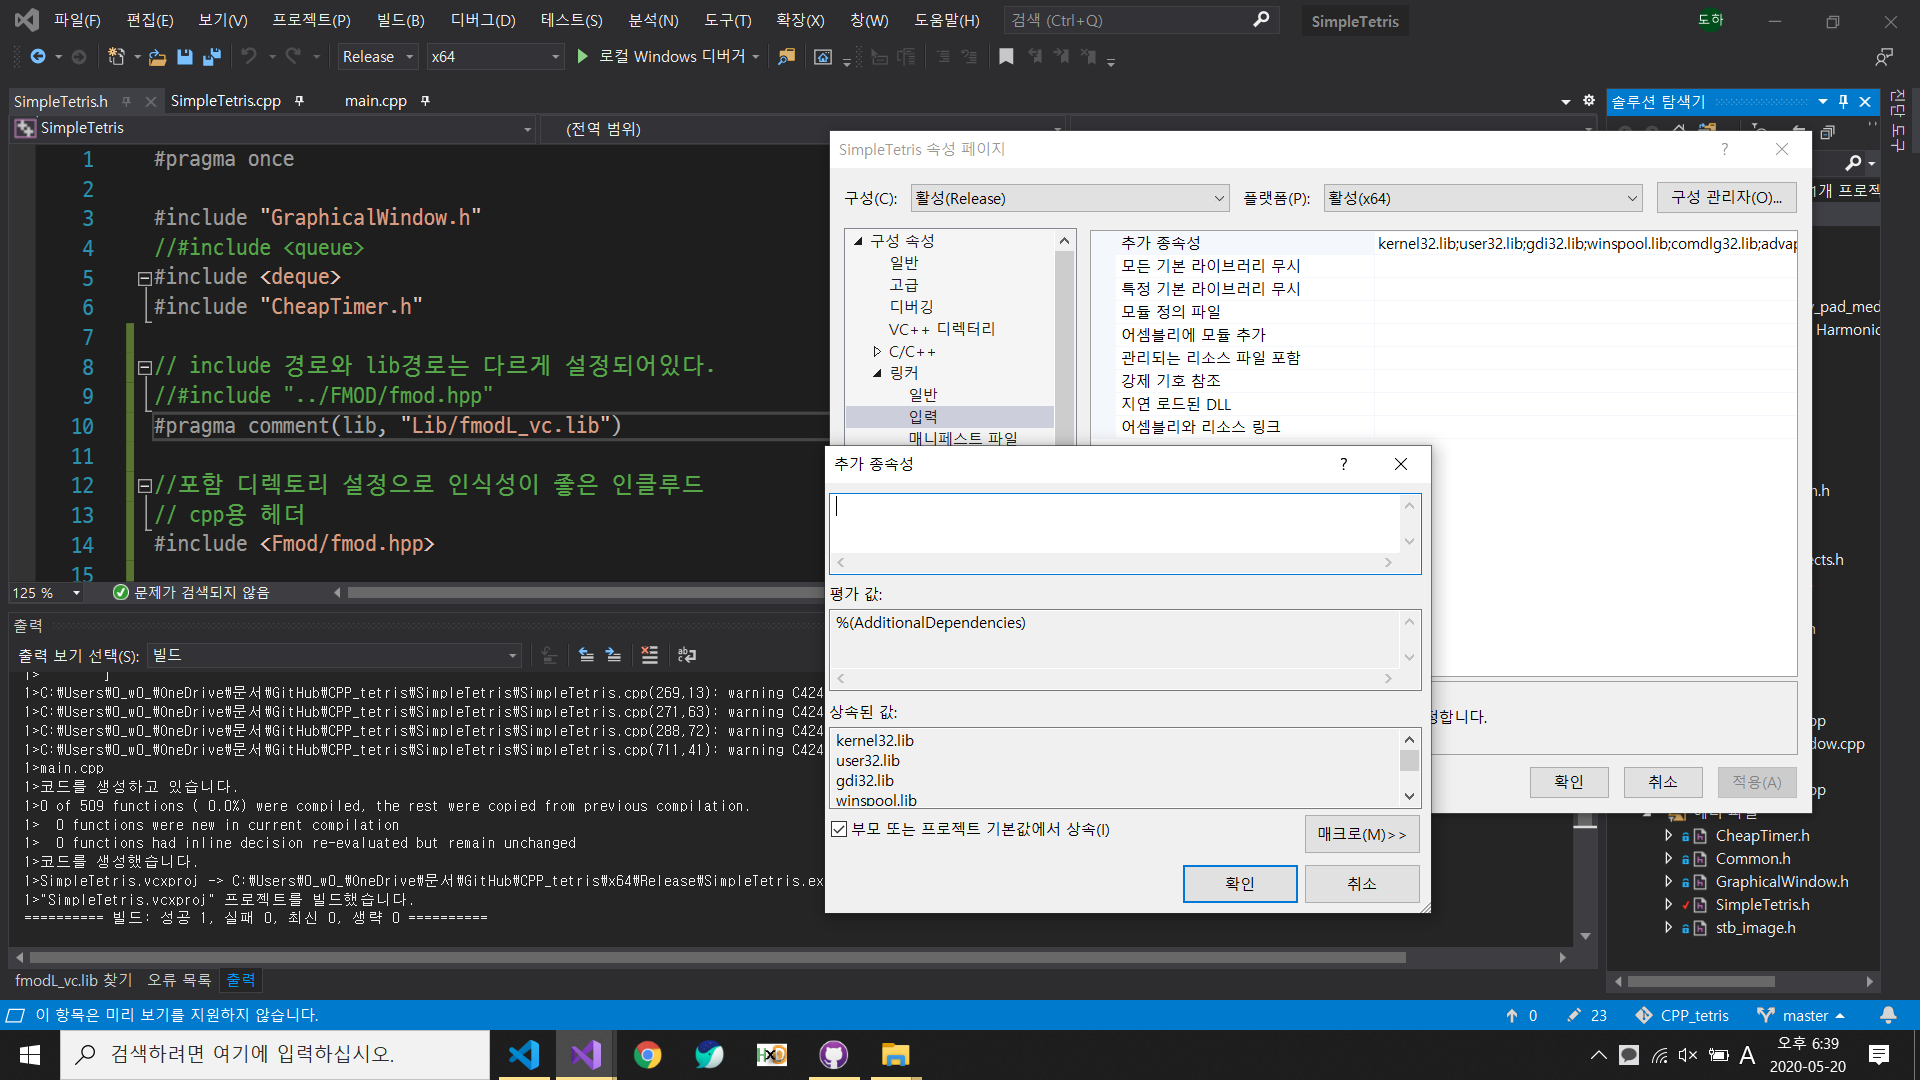 파일(F) 편집(E) 보기(V) 프로젝트(P) 빌드(B) 디버그(D) 테스트(S) 분석(N) 도구(T) 확장(X) 창(W) 도움말(H) 검색 (Ctrl+Q) SimpleTetris 도하
Release x64 로컬 Windows 디버거
SimpleTetris.h SimpleTetris.cpp main.cpp
솔루션 탐색기
진단 도구
SimpleTetris (전역 범위)
1 #pragma once
2
3 #include "GraphicalWindow.h"
4 //#include <queue>
5 #include <deque>
6 #include "CheapTimer.h"
7
8 // include 경로와 lib경로는 다르게 설정되어있다.
9 //#include "../FMOD/fmod.hpp"
10 #pragma comment(lib, "Lib/fmodL_vc.lib")
11
12 //포함 디렉토리 설정으로 인식성이 좋은 인클루드
13 // cpp용 헤더
14 #include <Fmod/fmod.hpp>
15
125 % 문제가 검색되지 않음
SimpleTetris 속성 페이지 ?
구성(C): 활성(Release) 플랫폼(P): 활성(x64) 구성 관리자(O)...
구성 속성
일반
고급
디버깅
VC++ 디렉터리
C/C++
링커
일반
입력
매니페스트 파일
추가 종속성 kernel32.lib;user32.lib;gdi32.lib;winspool.lib;comdlg32.lib;advap
모든 기본 라이브러리 무시
특정 기본 라이브러리 무시
모듈 정의 파일
어셈블리에 모듈 추가
관리되는 리소스 파일 포함
강제 기호 참조
지연 로드된 DLL
어셈블리와 리소스 링크
정합니다.
확인 취소 적용(A)
추가 종속성 ?
평가 값:
%(AdditionalDependencies)
상속된 값:
kernel32.lib
user32.lib
gdi32.lib
winspool.lib
부모 또는 프로젝트 기본값에서 상속(I)
매크로(M)>>
확인 취소
1개 프로젝
_pad_med
Harmonic
n.h
ects.h
dow.cpp
헤더 파일
CheapTimer.h
Common.h
GraphicalWindow.h
SimpleTetris.h
stb_image.h
출력
출력 보기 선택(S): 빌드
1>C:\Users\O_wO_\OneDrive\문서\GitHub\CPP_tetris\SimpleTetris\SimpleTetris.cpp(269,13): warning C424
1>C:\Users\O_wO_\OneDrive\문서\GitHub\CPP_tetris\SimpleTetris\SimpleTetris.cpp(271,63): warning C424
1>C:\Users\O_wO_\OneDrive\문서\GitHub\CPP_tetris\SimpleTetris\SimpleTetris.cpp(288,72): warning C424
1>C:\Users\O_wO_\OneDrive\문서\GitHub\CPP_tetris\SimpleTetris\SimpleTetris.cpp(711,41): warning C424
1>main.cpp
1>코드를 생성하고 있습니다.
1>0 of 509 functions ( 0.0%) were compiled, the rest were copied from previous compilation.
1> 0 functions were new in current compilation
1> 0 functions had inline decision re-evaluated but remain unchanged
1>코드를 생성했습니다.
1>SimpleTetris.vcxproj -> C:\Users\O_wO_\OneDrive\문서\GitHub\CPP_tetris\x64\Release\SimpleTetris.ex
1>"SimpleTetris.vcxproj" 프로젝트를 빌드했습니다.
========== 빌드: 성공 1, 실패 0, 최신 0, 생략 0 ==========
fmodL_vc.lib 찾기 오류 목록 출력
이 항목은 미리 보기를 지원하지 않습니다. 0 23 CPP_tetris master
검색하려면 여기에 입력하십시오. HxD A 오후 6:39
2020-05-20